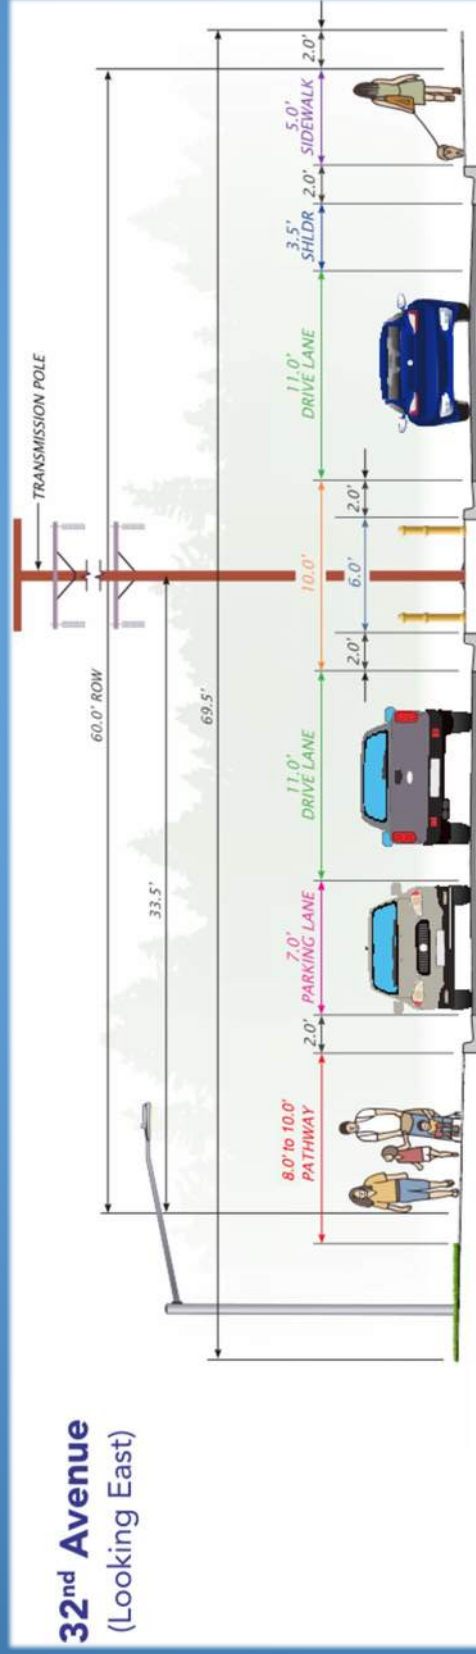 32nd Avenue
(Looking East)
TRANSMISSION POLE
60.0' ROW
33.5'
69.5'
8.0' to 10.0'
PATHWAY
2.0'
7.0'
PARKING LANE
11.0'
DRIVE LANE
10.0'
2.0'
6.0'
2.0'
11.0'
DRIVE LANE
3.5'
SHLDR
2.0'
5.0'
SIDEWALK
2.0'